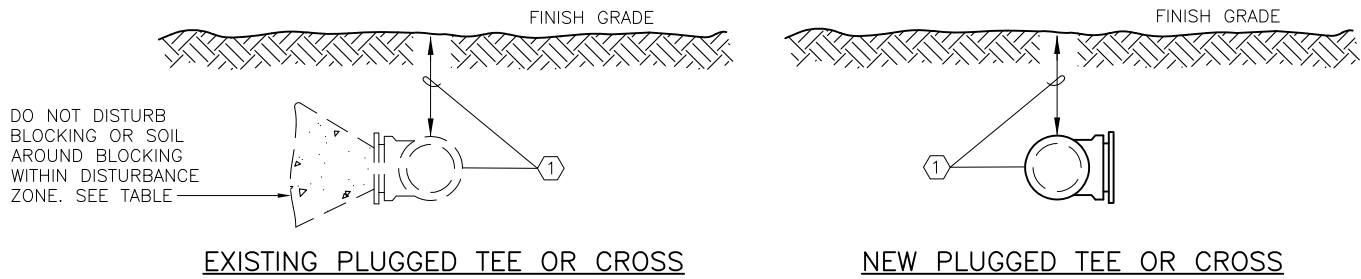 FINISH GRADE
DO NOT DISTURB
BLOCKING OR SOIL
AROUND BLOCKING
WITHIN DISTURBANCE
ZONE. SEE TABLE
1
EXISTING PLUGGED TEE OR CROSS
FINISH GRADE
1
NEW PLUGGED TEE OR CROSS